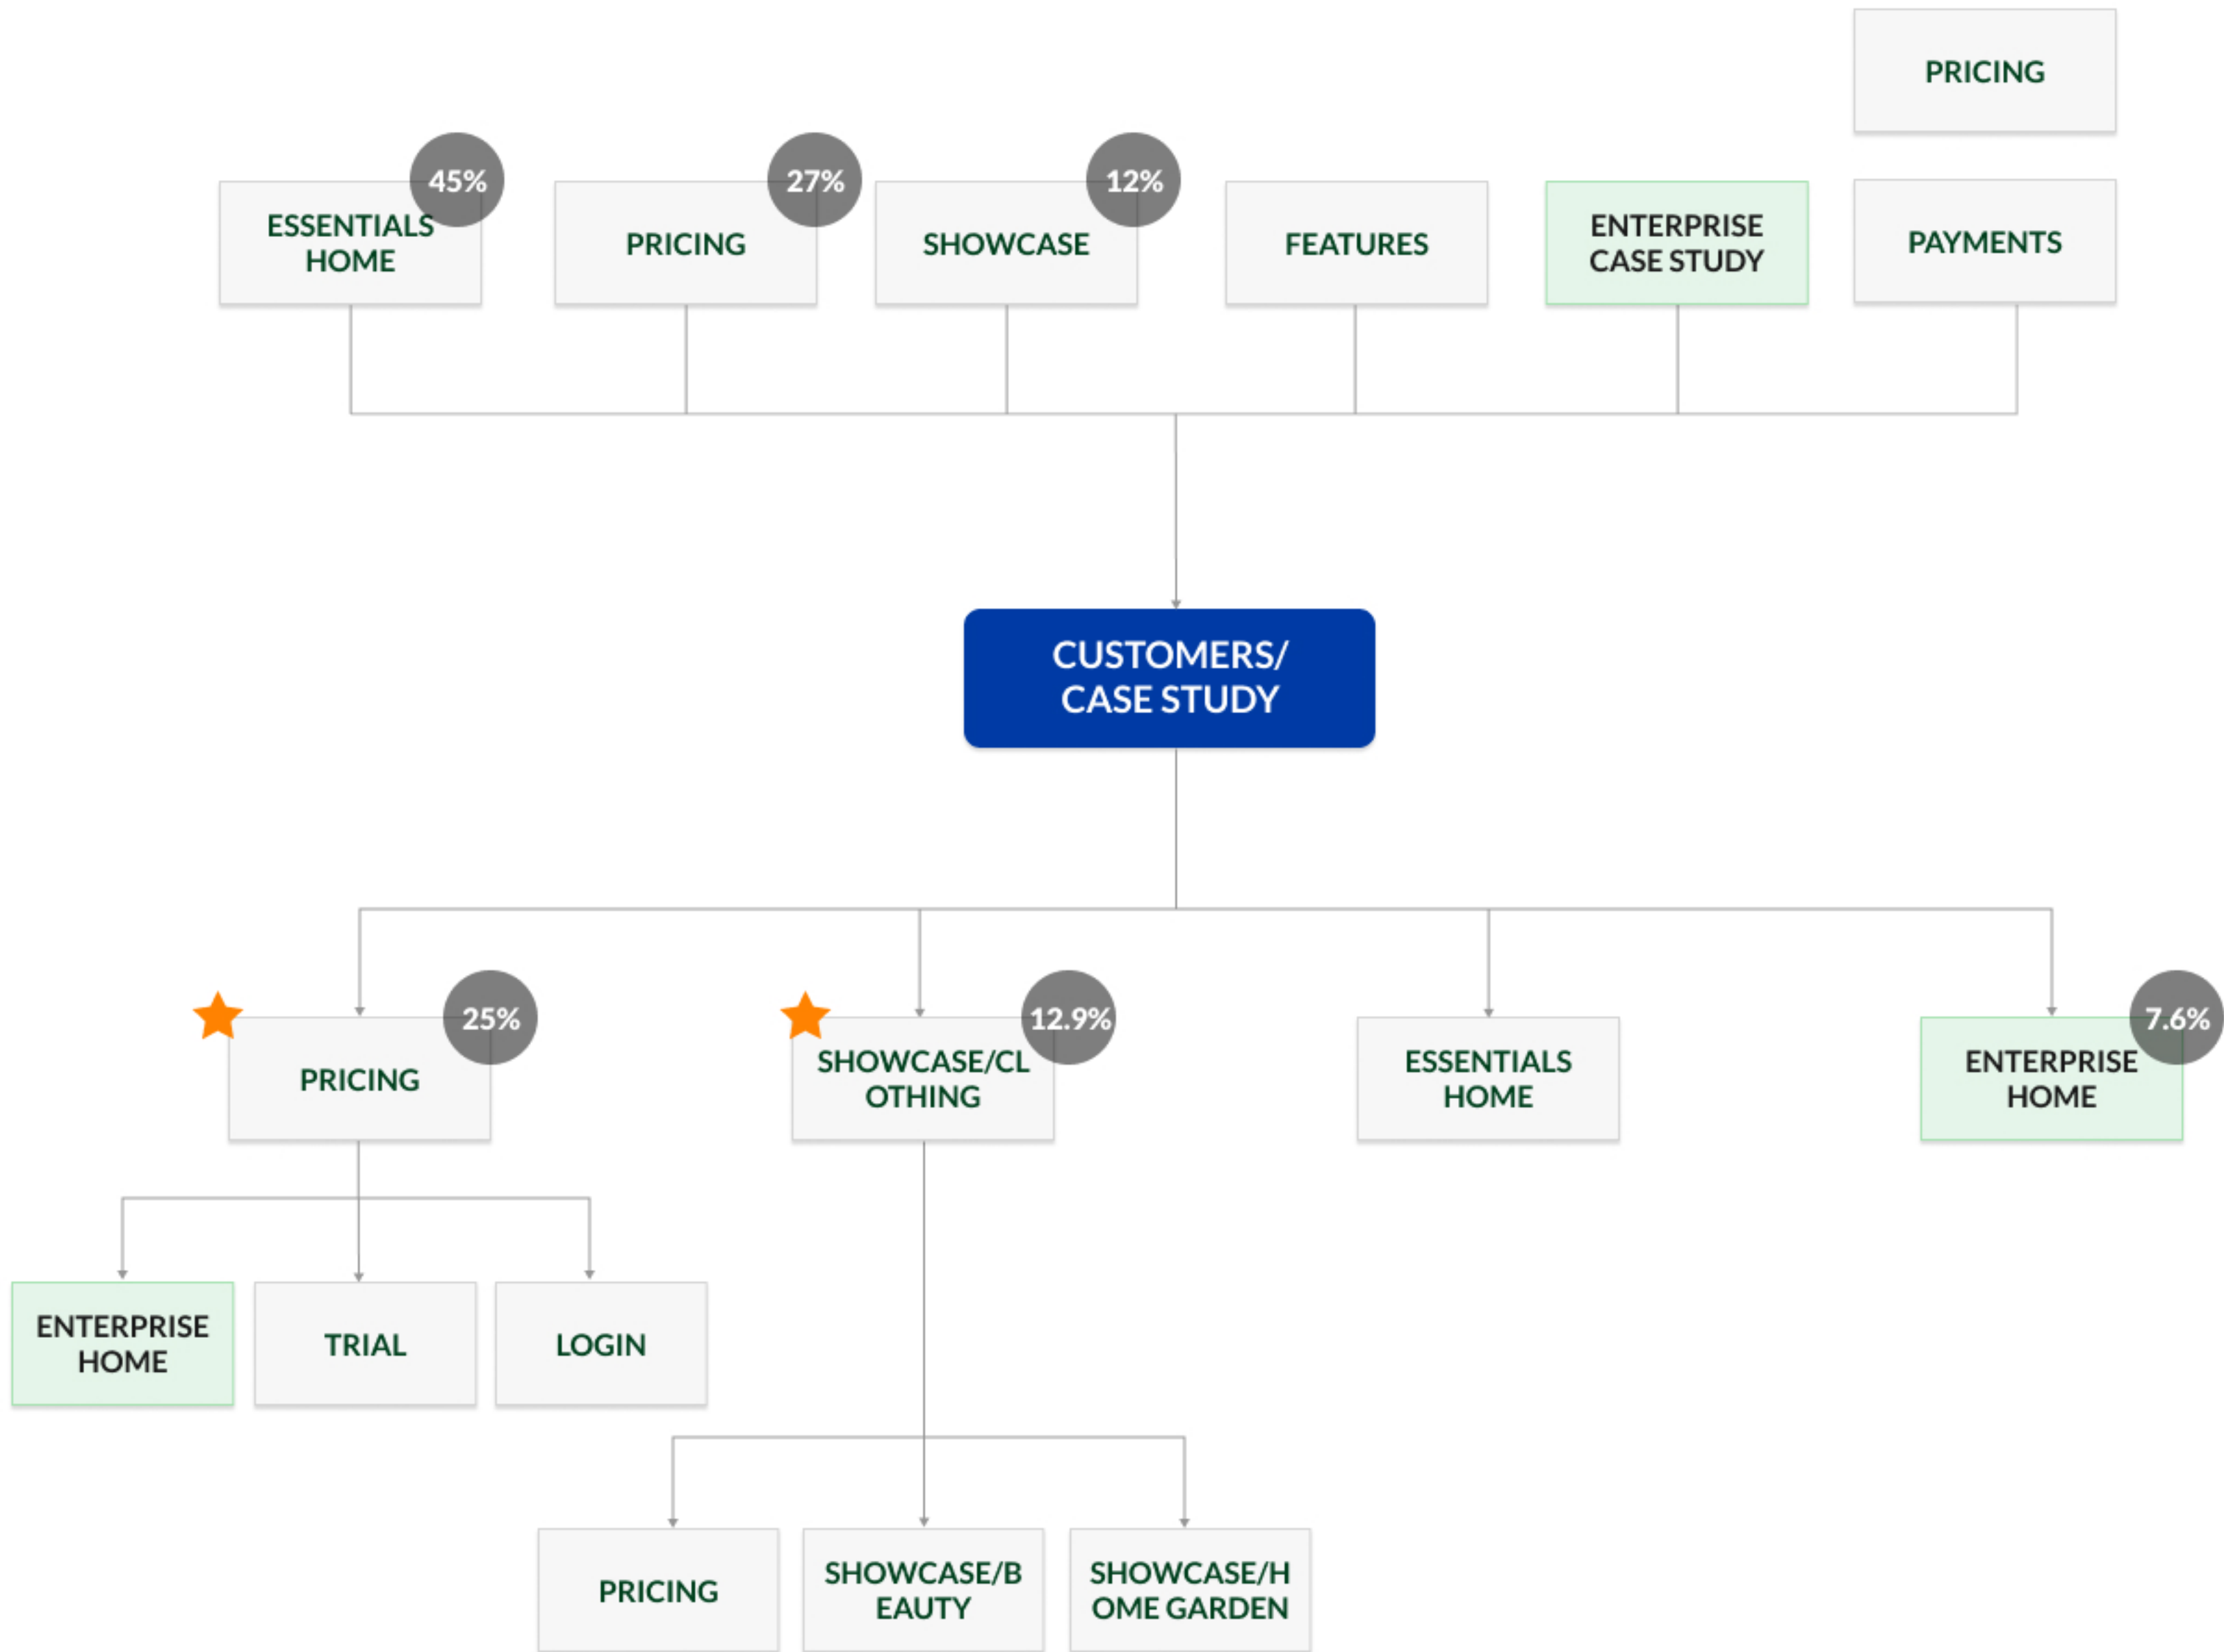 PRICING
45%
27%
12%
ESSENTIALS
HOME
PRICING
SHOWCASE
FEATURES
ENTERPRISE
CASE STUDY
PAYMENTS
CUSTOMERS/
CASE STUDY
25%
12.9%
7.6%
PRICING
SHOWCASE/CL
OTHING
ESSENTIALS
HOME
ENTERPRISE
HOME
ENTERPRISE
HOME
TRIAL
LOGIN
PRICING
SHOWCASE/B
EAUTY
SHOWCASE/H
OME GARDEN